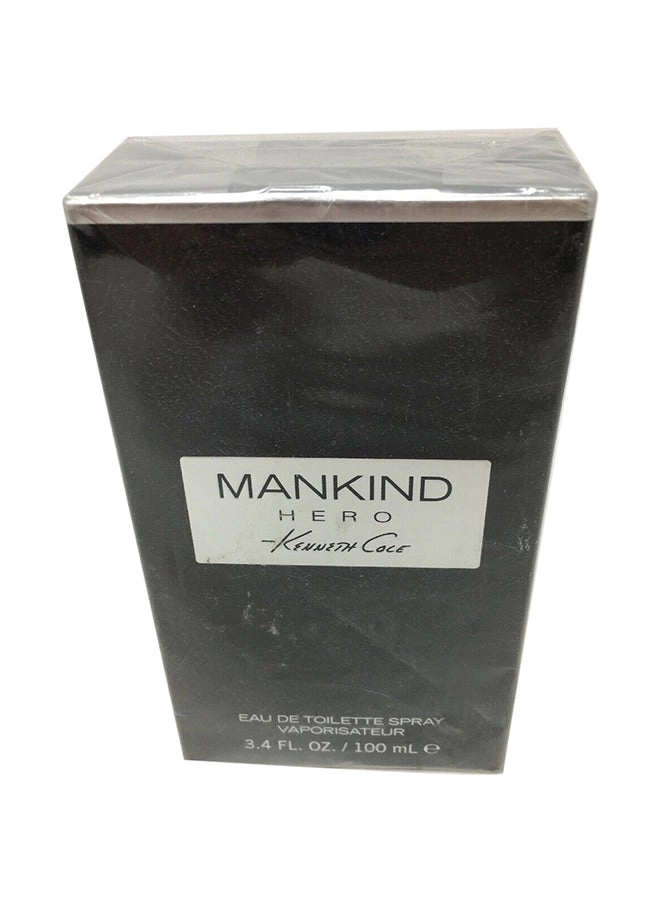 MANKIND
HERO
Kenneth Cole
EAU DE TOILETTE SPRAY
VAPORISATEUR
3.4 FL. OZ. / 100 mL ℮